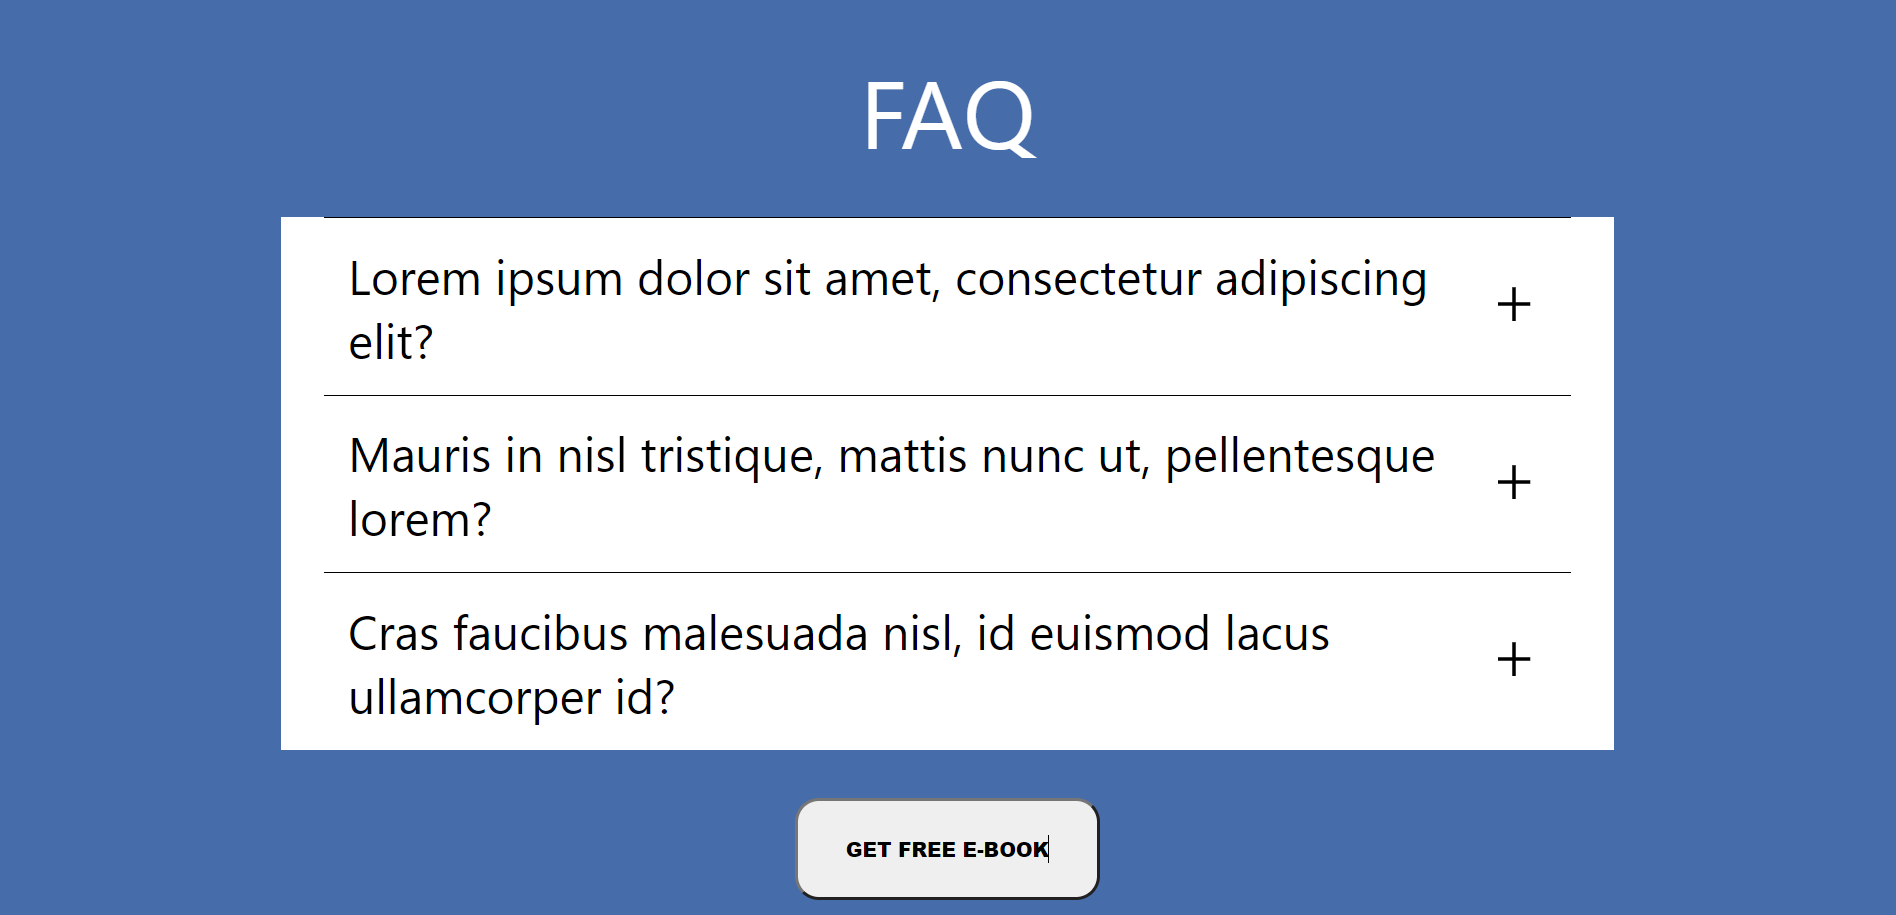 FAQ
Lorem ipsum dolor sit amet, consectetur adipiscing
elit?
Mauris in nisl tristique, mattis nunc ut, pellentesque
lorem?
Cras faucibus malesuada nisl, id euismod lacus
ullamcorper id?
GET FREE E-BOOK